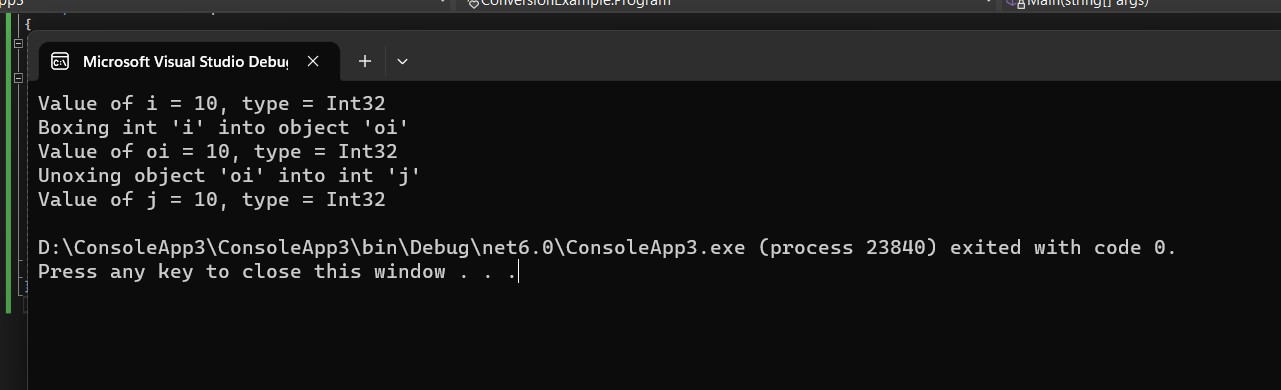 ConversionExample.Program
Main(string[] args)
{
Microsoft Visual Studio Debu
Value of i = 10, type = Int32
Boxing int 'i' into object 'oi'
Value of oi = 10, type = Int32
Unoxing object 'oi' into int 'j'
Value of j = 10, type = Int32
D:\ConsoleApp3\ConsoleApp3\bin\Debug\net6.0\ConsoleApp3.exe (process 23840) exited with code 0.
Press any key to close this window . . .